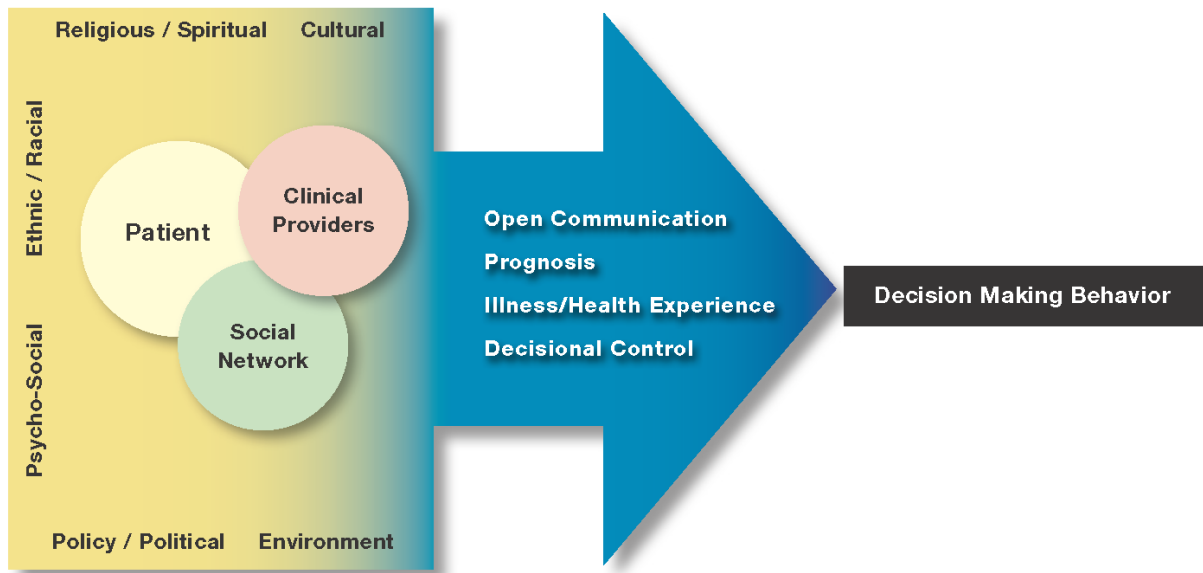 Religious / Spiritual
Cultural
Ethnic / Racial
Psycho-Social
Patient
Clinical
Providers
Social
Network
Policy / Political
Environment
Open Communication
Prognosis
Illness/Health Experience
Decisional Control
Decision Making Behavior